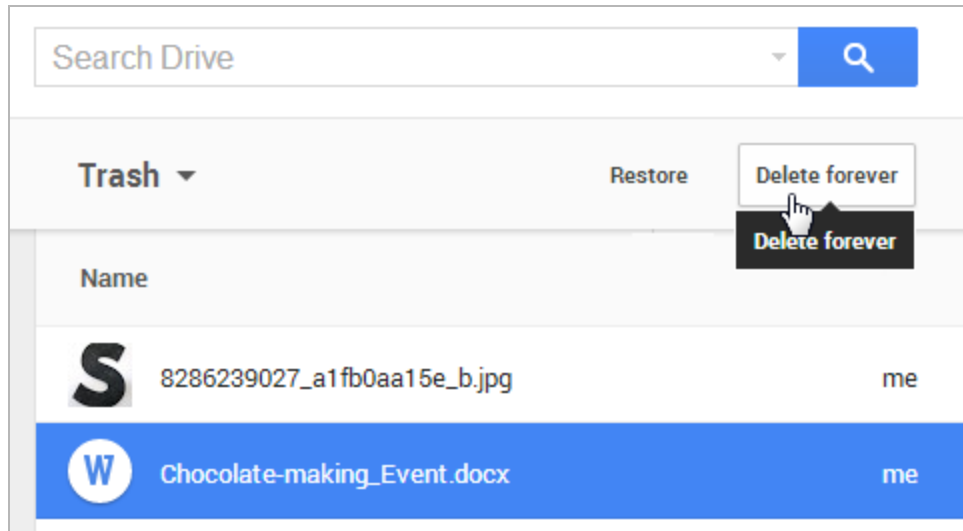 Search Drive
Trash
Restore
Delete forever
Delete forever
Name
S
8286239027_a1fb0aa15e_b.jpg
me
W
Chocolate-making_Event.docx
me